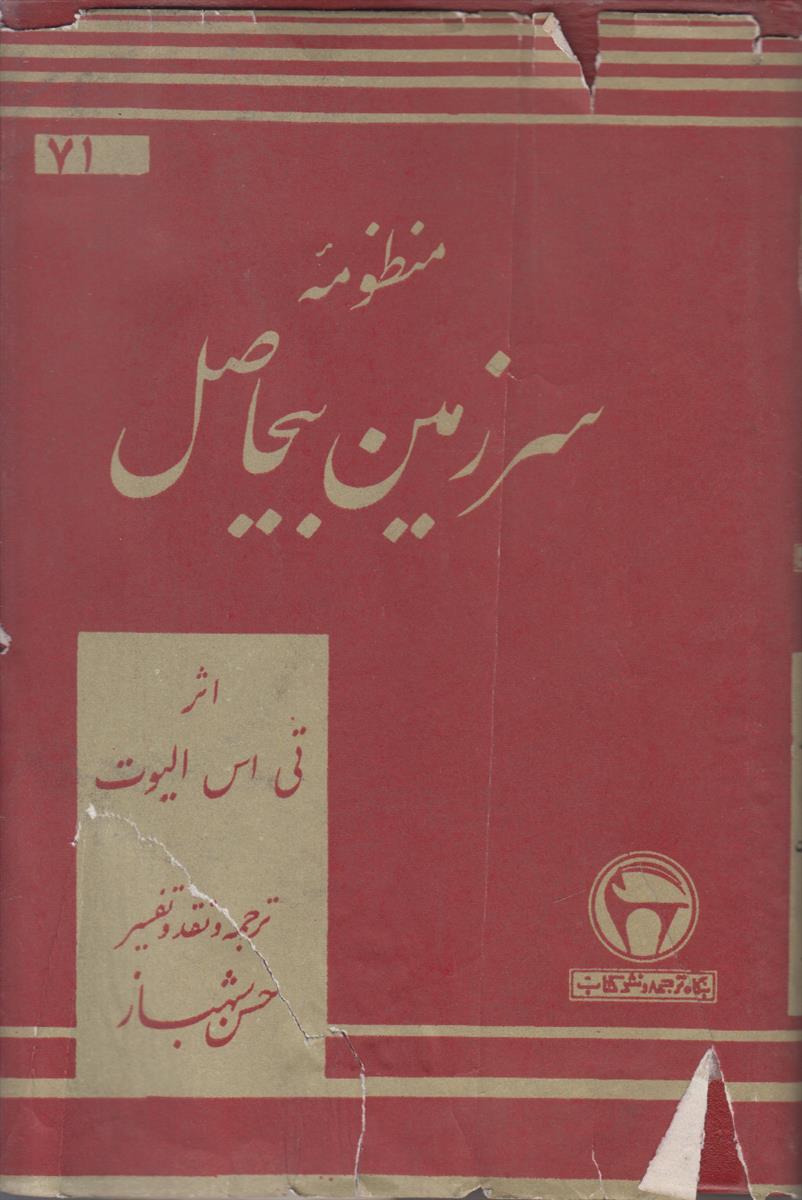 ۷۱
منظومهٔ
سرزمین بیحاصل
اثر
تی اس الیوت
ترجمه و نقد و تفسیر
حسن شهباز
بنگاه ترجمه و نشر کتاب